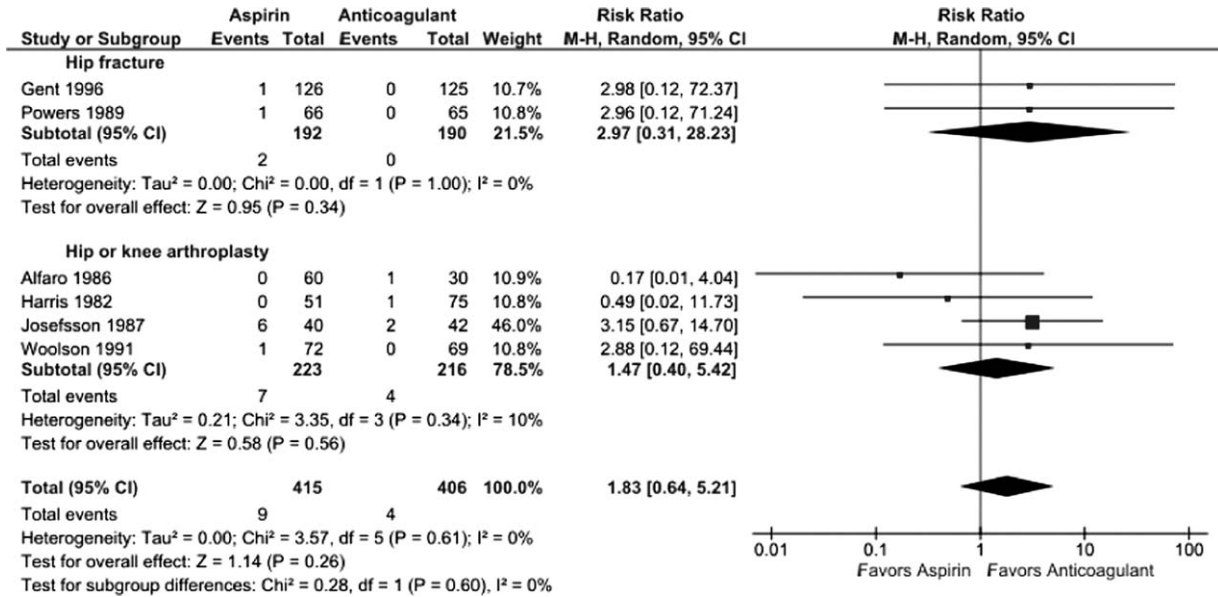 Aspirin Anticoagulant Risk Ratio Risk Ratio
Study or Subgroup Events Total Events Total Weight M-H, Random, 95% CI M-H, Random, 95% CI
Hip fracture
Gent 1996 1 126 0 125 10.7% 2.98 [0.12, 72.37]
Powers 1989 1 66 0 65 10.8% 2.96 [0.12, 71.24]
Subtotal (95% CI) 192 190 21.5% 2.97 [0.31, 28.23]
Total events 2 0
Heterogeneity: Tau² = 0.00; Chi² = 0.00, df = 1 (P = 1.00); I² = 0%
Test for overall effect: Z = 0.95 (P = 0.34)
Hip or knee arthroplasty
Alfaro 1986 0 60 1 30 10.9% 0.17 [0.01, 4.04]
Harris 1982 0 51 1 75 10.8% 0.49 [0.02, 11.73]
Josefsson 1987 6 40 2 42 46.0% 3.15 [0.67, 14.70]
Woolson 1991 1 72 0 69 10.8% 2.88 [0.12, 69.44]
Subtotal (95% CI) 223 216 78.5% 1.47 [0.40, 5.42]
Total events 7 4
Heterogeneity: Tau² = 0.21; Chi² = 3.35, df = 3 (P = 0.34); I² = 10%
Test for overall effect: Z = 0.58 (P = 0.56)
Total (95% CI) 415 406 100.0% 1.83 [0.64, 5.21]
Total events 9 4
Heterogeneity: Tau² = 0.00; Chi² = 3.57, df = 5 (P = 0.61); I² = 0%
Test for overall effect: Z = 1.14 (P = 0.26)
Test for subgroup differences: Chi² = 0.28, df = 1 (P = 0.60), I² = 0%
0.01 0.1 1 10 100
Favors Aspirin Favors Anticoagulant